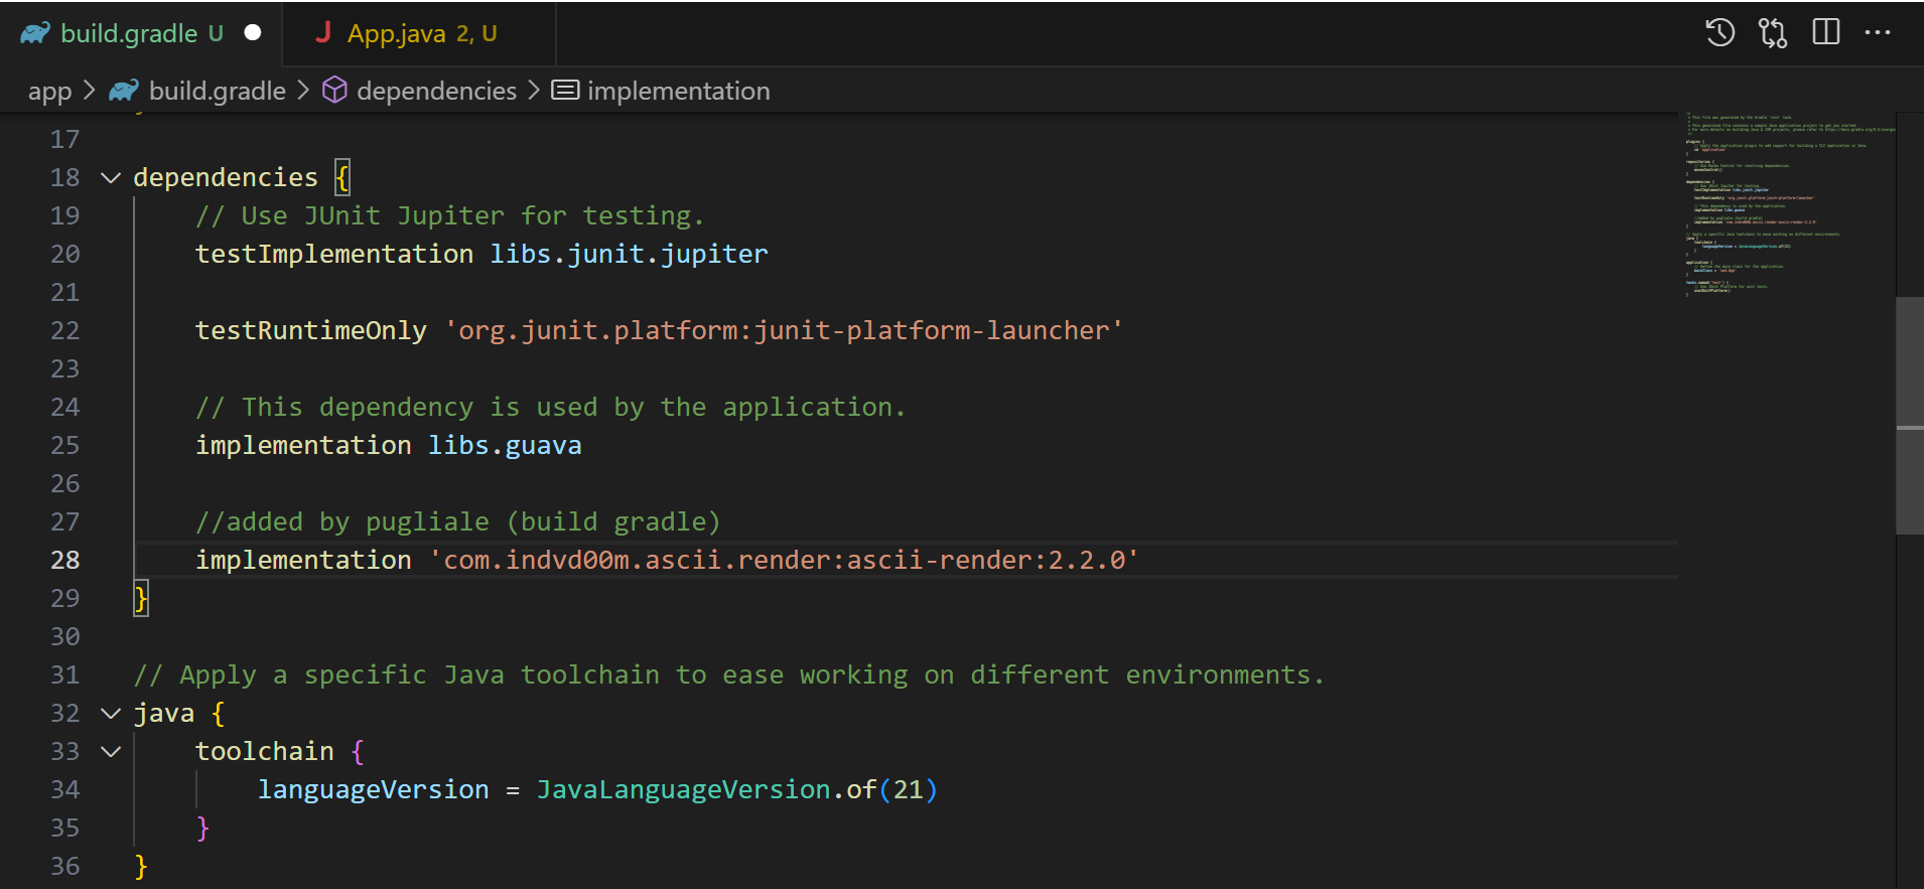 build.gradle U
App.java 2, U
app > build.gradle > dependencies > implementation
17
18 dependencies {
19 // Use JUnit Jupiter for testing.
20 testImplementation libs.junit.jupiter
21
22 testRuntimeOnly 'org.junit.platform:junit-platform-launcher'
23
24 // This dependency is used by the application.
25 implementation libs.guava
26
27 //added by pugliale (build gradle)
28 implementation 'com.indvd00m.ascii.render:ascii-render:2.2.0'
29 }
30
31 // Apply a specific Java toolchain to ease working on different environments.
32 java {
33 toolchain {
34 languageVersion = JavaLanguageVersion.of(21)
35 }
36 }